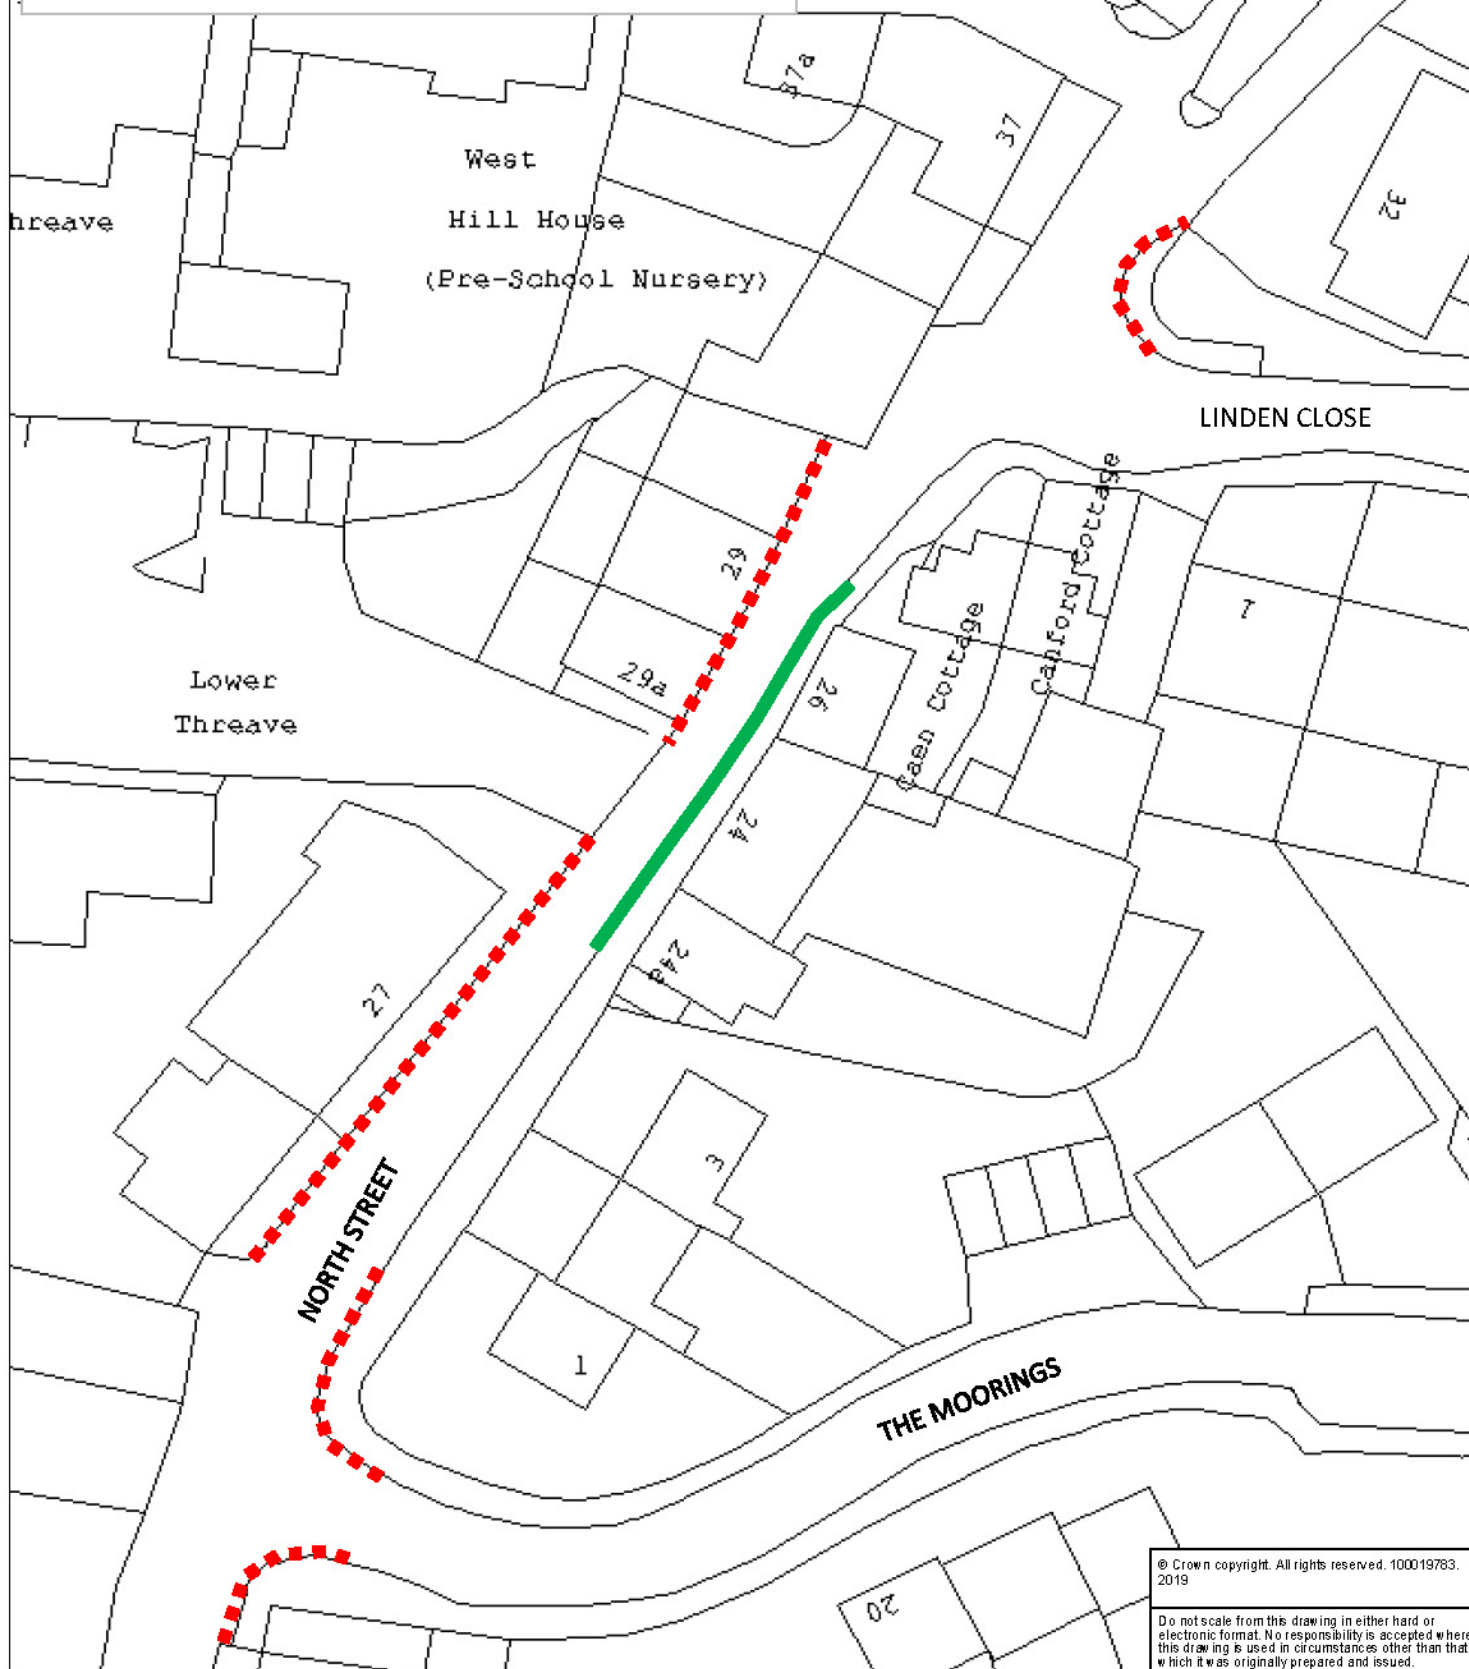 37a
37
West
Hill House
(Pre-School Nursery)
hreave
32
LINDEN CLOSE
29
Canford Cottage
7
29a
26
Caen Cottage
Lower
Threave
24
24a
27
3
NORTH STREET
1
THE MOORINGS
20
© Crown copyright. All rights reserved. 100019783.
2019
Do not scale from this drawing in either hard or
electronic format. No responsibility is accepted where
this drawing is used in circumstances other than that
which it was originally prepared and issued.